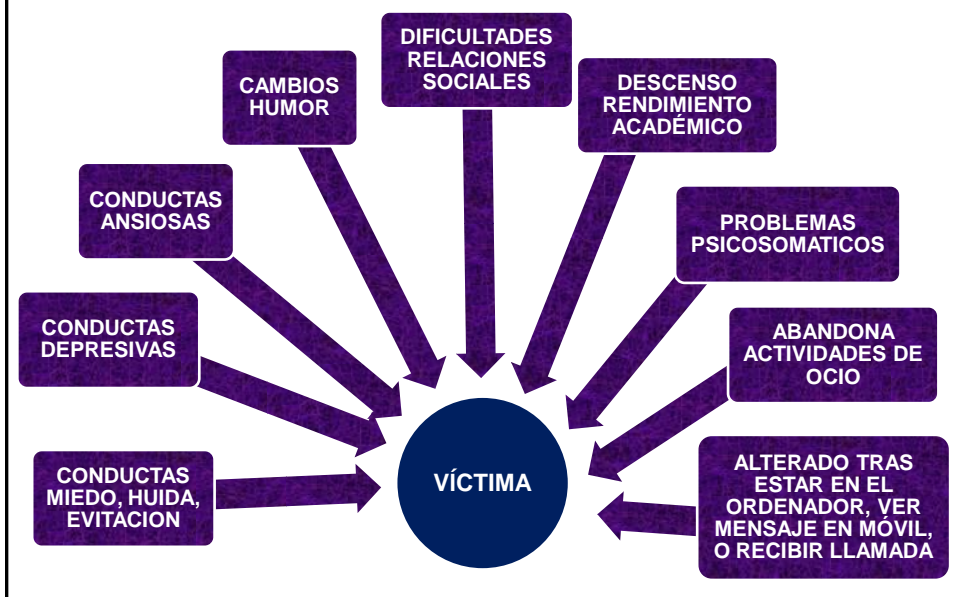 DIFICULTADES
RELACIONES
SOCIALES
CAMBIOS
HUMOR
DESCENSO
RENDIMIENTO
ACADÉMICO
CONDUCTAS
ANSIOSAS
PROBLEMAS
PSICOSOMATICOS
CONDUCTAS
DEPRESIVAS
ABANDONA
ACTIVIDADES DE
OCIO
CONDUCTAS
MIEDO, HUIDA,
EVITACION
VÍCTIMA
ALTERADO TRAS
ESTAR EN EL
ORDENADOR, VER
MENSAJE EN MÓVIL,
O RECIBIR LLAMADA